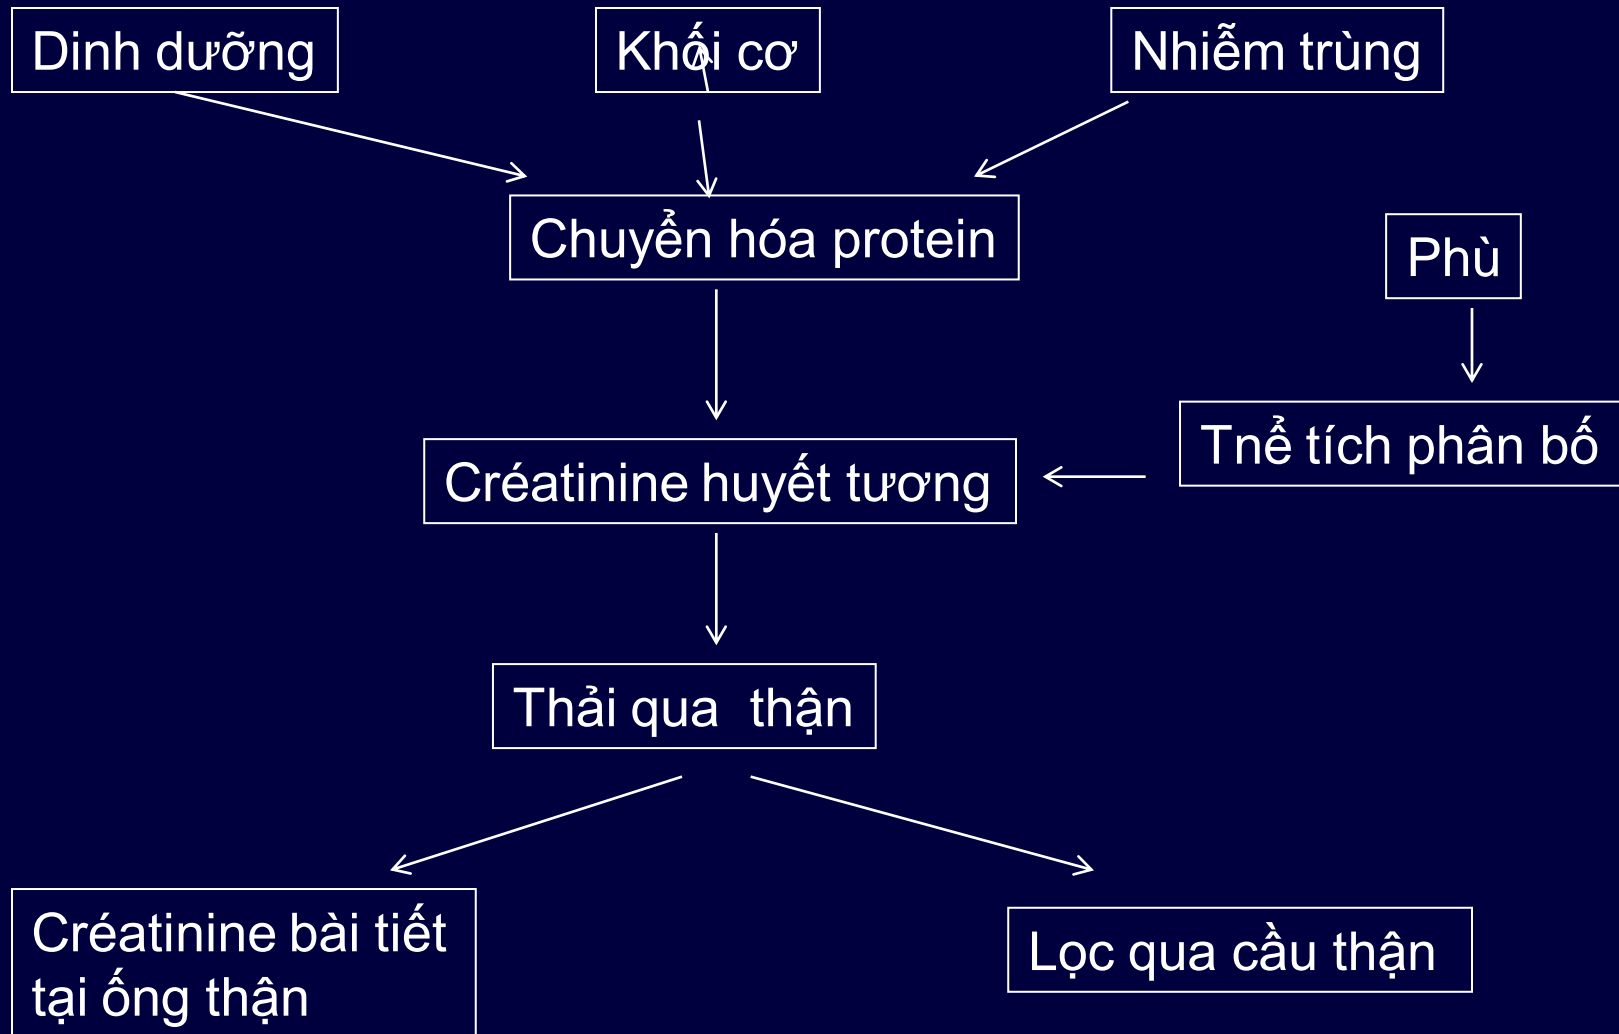 Dinh dưỡng
Khối cơ
Nhiễm trùng
Chuyển hóa protein
Phù
Tnể tích phân bố
Créatinine huyết tương
Thải qua  thận
Créatinine bài tiết
tại ống thận
Lọc qua cầu thận